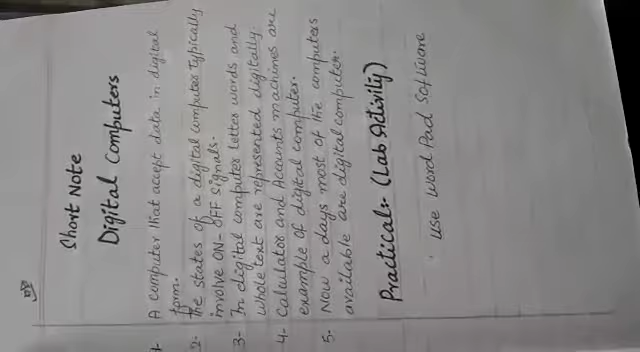 Short Note
Digital Computers
1- A computer that accept data in digital
form.
2- The states of a digital computer typically
involve ON-OFF Signals.
3- In digital computer letter words and
whole text are represented digitally.
4- Calculator and Accounts machines are
example of digital computer.
5- Now a days most of the computers
available are digital computer.
Practical:- (Lab Activity)
Use Word Pad Software